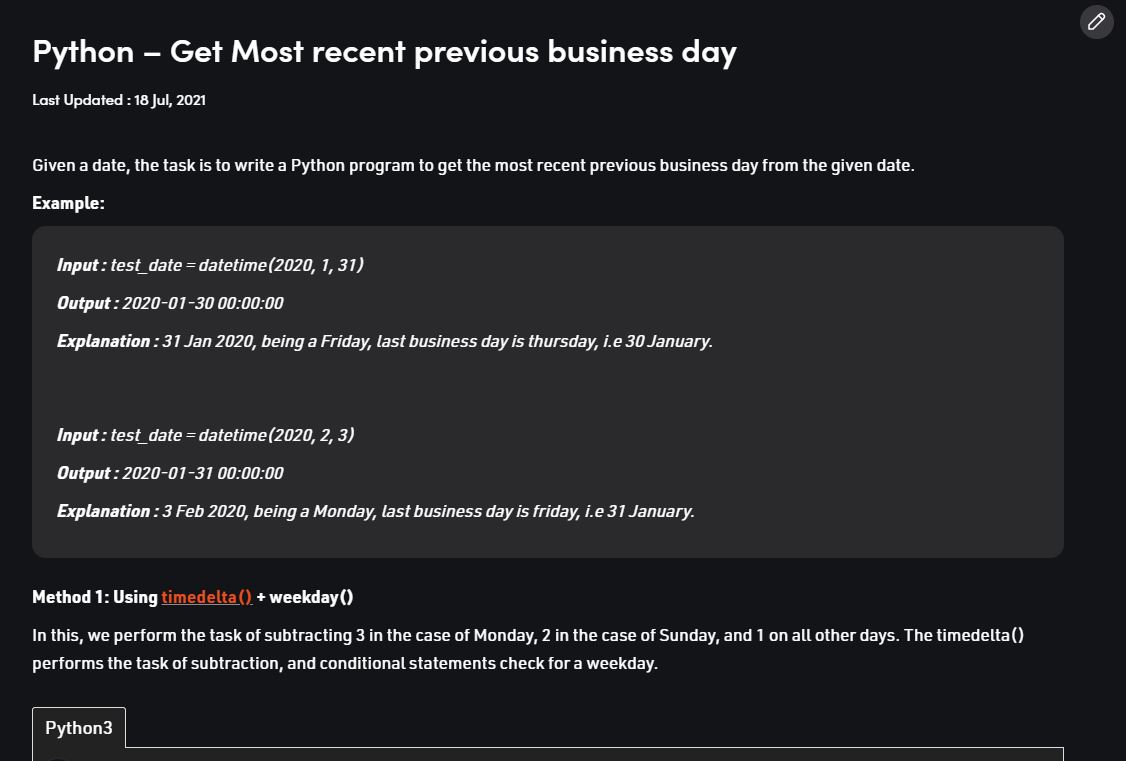 Python – Get Most recent previous business day
Last Updated : 18 Jul, 2021
Given a date, the task is to write a Python program to get the most recent previous business day from the given date.
Example:
Input : test_date = datetime(2020, 1, 31)
Output : 2020-01-30 00:00:00
Explanation : 31 Jan 2020, being a Friday, last business day is thursday, i.e 30 January.
Input : test_date = datetime(2020, 2, 3)
Output : 2020-01-31 00:00:00
Explanation : 3 Feb 2020, being a Monday, last business day is friday, i.e 31 January.
Method 1: Using timedelta() + weekday()
In this, we perform the task of subtracting 3 in the case of Monday, 2 in the case of Sunday, and 1 on all other days. The timedelta()
performs the task of subtraction, and conditional statements check for a weekday.
Python3